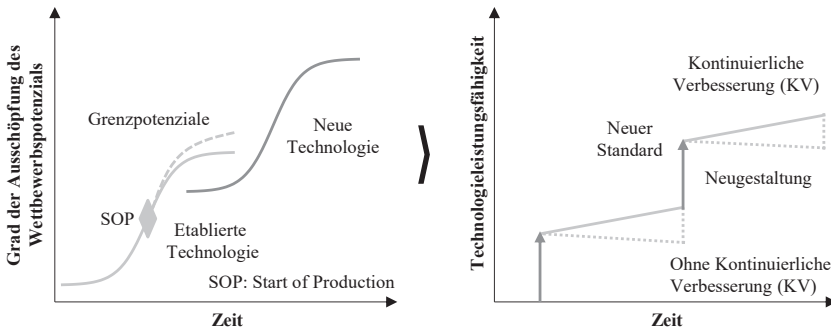 Grad der Ausschöpfung des
Wettbewerbspotenzials
Grenzpotenziale
Neue
Technologie
SOP
Etablierte
Technologie
SOP: Start of Production
Zeit
Technologieleistungsfähigkeit
Kontinuierliche
Verbesserung (KV)
Neuer
Standard
Neugestaltung
Ohne Kontinuierliche
Verbesserung (KV)
Zeit